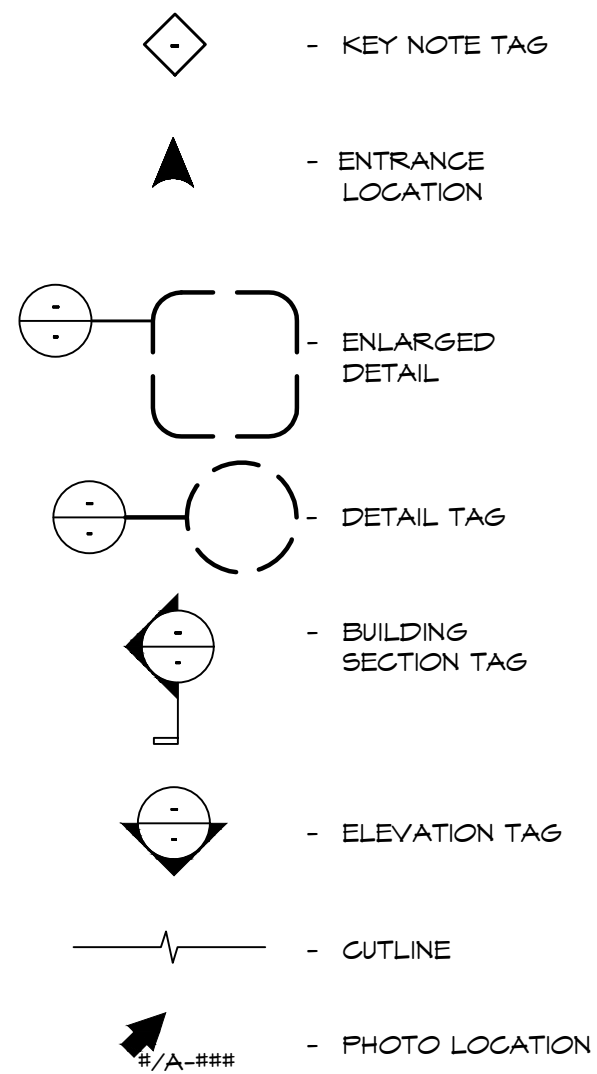 - - KEY NOTE TAG
- ENTRANCE
LOCATION
-
-
- ENLARGED
DETAIL
-
-
- DETAIL TAG
-
-
- BUILDING
SECTION TAG
-
-
- ELEVATION TAG
- CUTLINE
#/A-###
- PHOTO LOCATION